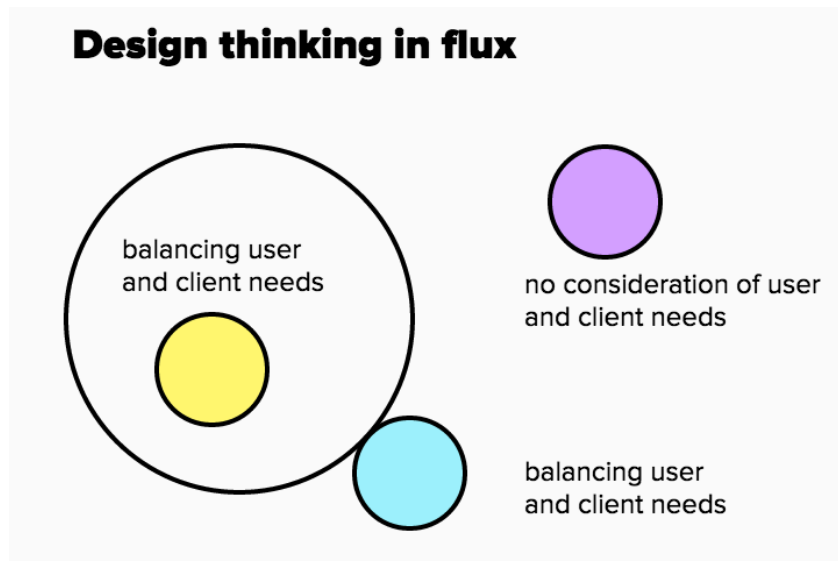 Design thinking in flux
balancing user
and client needs
no consideration of user
and client needs
balancing user
and client needs